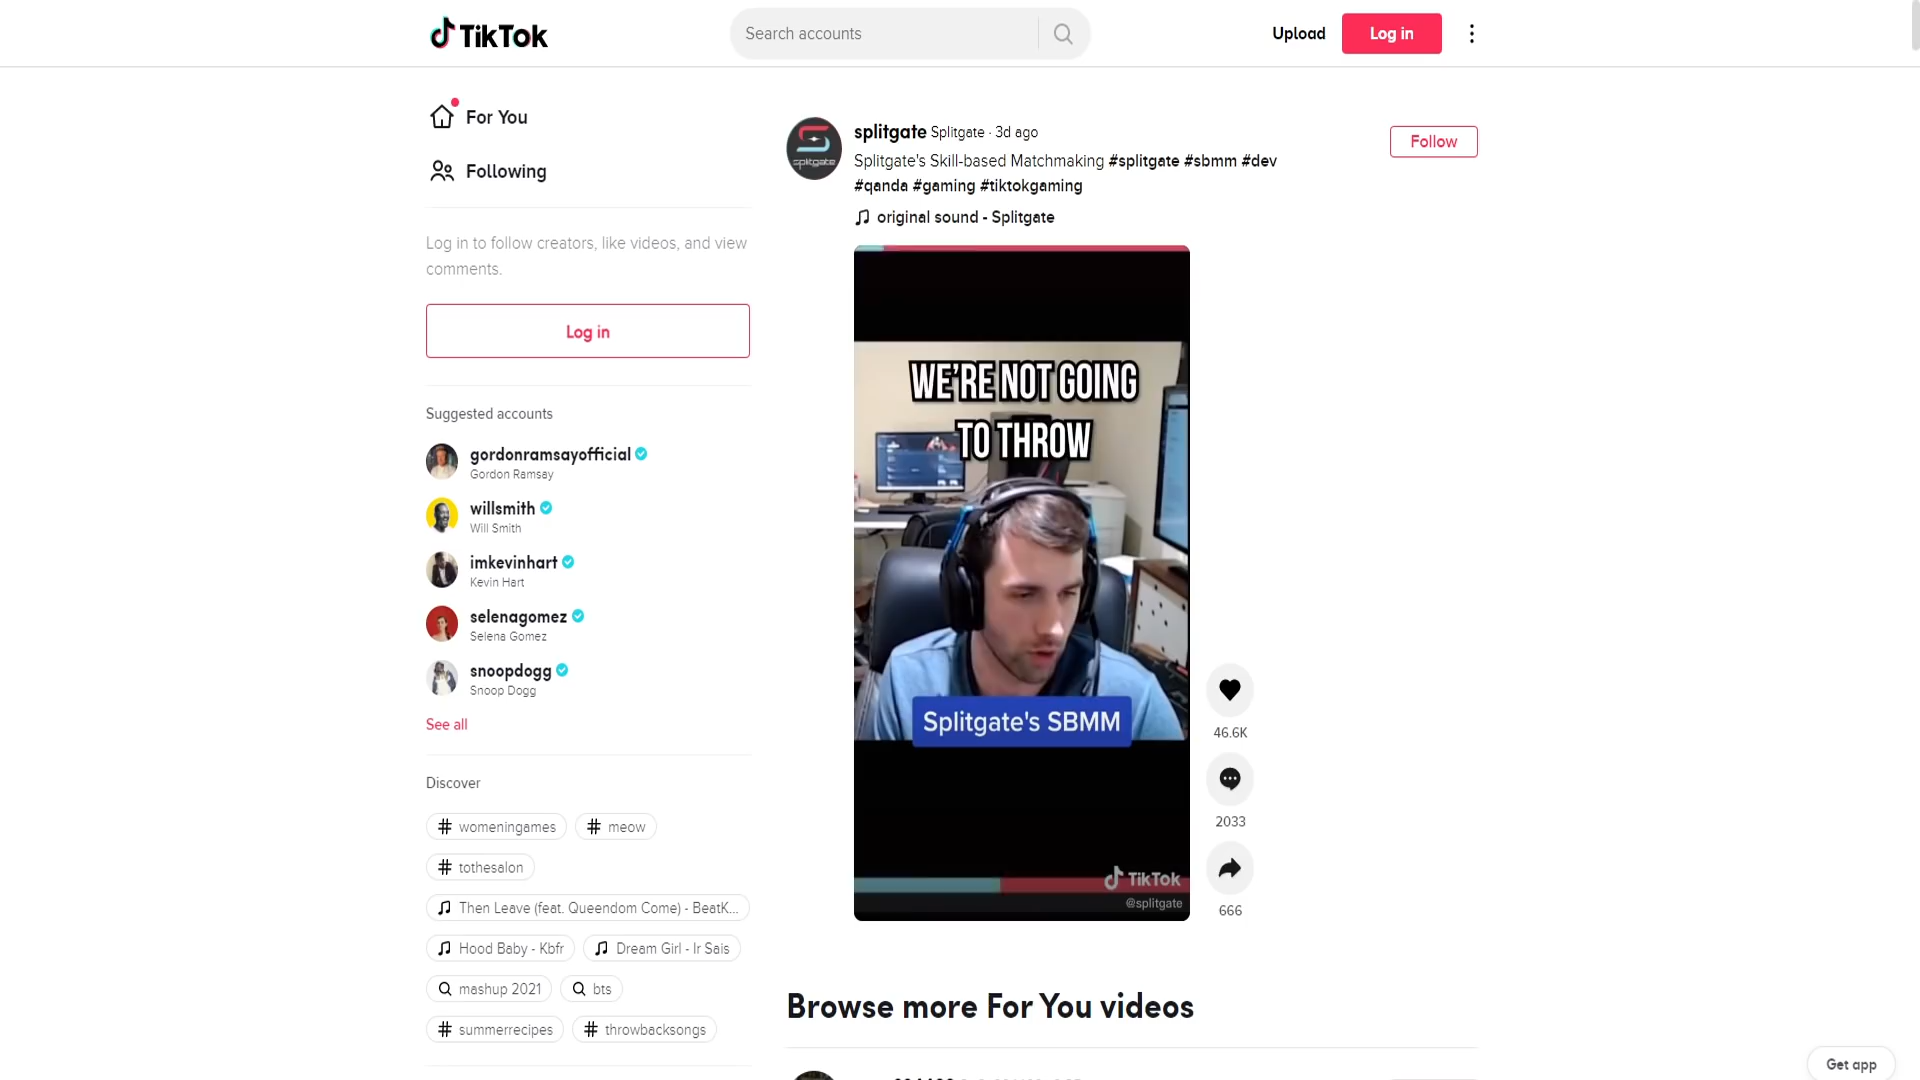 TikTok
Search accounts
Upload
Log in
For You
Following
Log in to follow creators, like videos, and view
comments.
Log in
Suggested accounts
gordonramsayofficial
Gordon Ramsay
willsmith
Will Smith
imkevinhart
Kevin Hart
selenagomez
Selena Gomez
snoopdogg
Snoop Dogg
See all
Discover
# womeningames
# meow
# tothesalon
Then Leave (feat. Queendom Come) - BeatK...
Hood Baby - Kbfr
Dream Girl - Ir Sais
mashup 2021
bts
# summerrecipes
# throwbacksongs
splitgate
splitgate Splitgate · 3d ago
Follow
Splitgate's Skill-based Matchmaking #splitgate #sbmm #dev
#qanda #gaming #tiktokgaming
original sound - Splitgate
WE'RE NOT GOING
TO THROW
Splitgate's SBMM
TikTok
@splitgate
46.6K
2033
666
Browse more For You videos
Get app